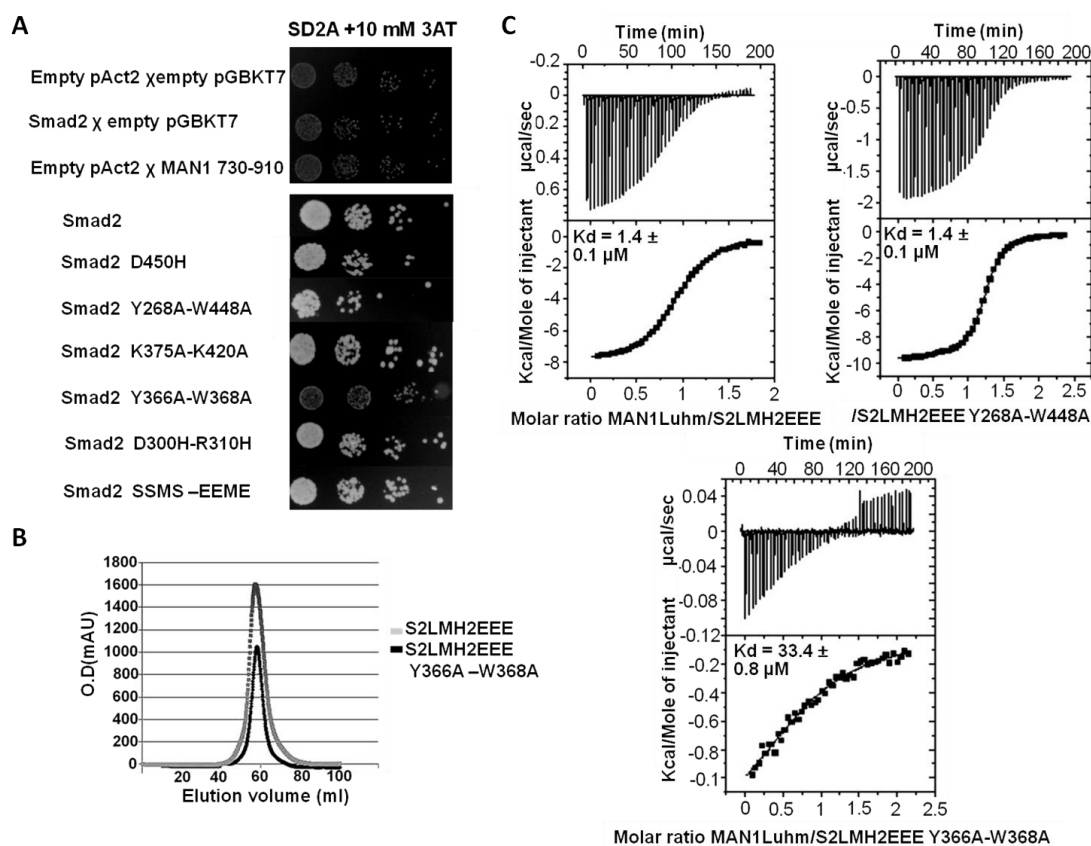 A
SD2A +10 mM 3AT
Empty pAct2 χ empty pGBKT7
Smad2 χ empty pGBKT7
Empty pAct2 χ MAN1 730-910
Smad2
Smad2 D450H
Smad2 Y268A-W448A
Smad2 K375A-K420A
Smad2 Y366A-W368A
Smad2 D300H-R310H
Smad2 SSMS –EEME
B
O.D(mAU)
1800
1600
1400
1200
1000
800
600
400
200
0
20 40 60 80 100
Elution volume (ml)
S2LMH2EEE
S2LMH2EEE
Y366A –W368A
C
Time (min)
0 50 100 150 200
µcal/sec
-0.2
0
0.2
0.4
0.6
Kcal/Mole of injectant
Kd = 1.4 ±
0.1 µM
0
-2
-4
-6
-8
0 0.5 1.25 1 1.5 1.75
Molar ratio MAN1Luhm/S2LMH2EEE
Time (min)
0 40 80 120 160 200
µcal/sec
0
-0.5
-1
-1.5
-2
Kcal/Mole of injectant
Kd = 1.4 ±
0.1 µM
0
-2
-4
-6
-8
-10
0 0.5 1 1.5 2 2.5
/S2LMH2EEE Y268A-W448A
Time (min)
0 40 80 120 140 160 200
µcal/sec
0.04
0
-0.04
-0.08
-0.12
Kcal/Mole of injectant
Kd = 33.4 ±
0.8 µM
-0.2
-0.4
-0.6
-0.8
-0.1
0 0.5 1 1.5 2 2.5
Molar ratio MAN1Luhm/S2LMH2EEE Y366A-W368A